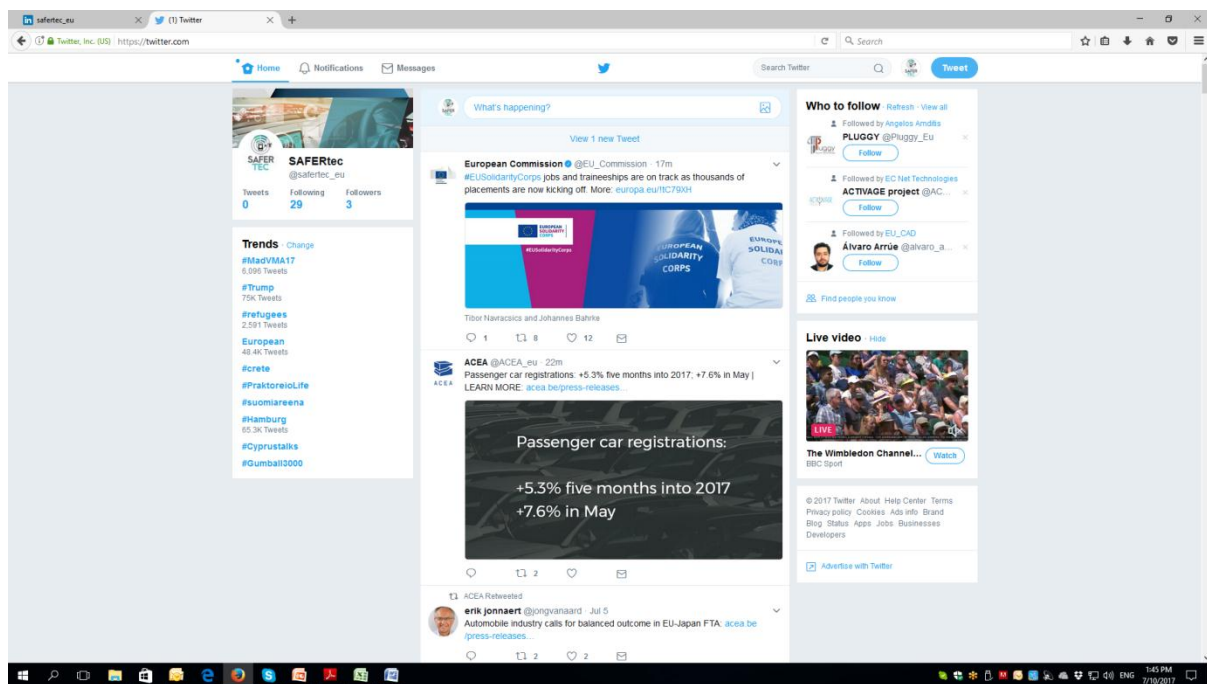 safertec_eu
(1) Twitter
Twitter, Inc. (US) https://twitter.com
Search
Home
Notifications
Messages
Search Twitter
Tweet
SAFER
TEC
SAFERtec
@safertec_eu
Tweets Following Followers
0 29 3
Trends · Change
#MadVMA17
6,096 Tweets
#Trump
75K Tweets
#refugees
2,591 Tweets
European
48.4K Tweets
#crete
#PraktoreioLife
#suomiareena
#Hamburg
65.3K Tweets
#Cyprustalks
#Gumball3000
What's happening?
View 1 new Tweet
European Commission @EU_Commission · 17m
#EUSolidarityCorps jobs and traineeships are on track as thousands of
placements are now kicking off. More: europa.eu/!tC79XH
EUROPEAN
SOLIDARITY
CORPS
#EUSolidarityCorps
EUROPEAN
SOLIDARITY
CORPS
Tibor Navracsics and Johannes Bahrke
1 8 12
ACEA
ACEA @ACEA_eu · 22m
Passenger car registrations: +5.3% five months into 2017; +7.6% in May |
LEARN MORE: acea.be/press-releases…
Passenger car registrations:
+5.3% five months into 2017
+7.6% in May
2
ACEA Retweeted
erik jonnaert @jongvanaard · Jul 5
Automobile industry calls for balanced outcome in EU-Japan FTA: acea.be
/press-releases…
2 2
Who to follow · Refresh · View all
Followed by Angelos Amditis
PLUGGY @Pluggy_Eu
Follow
Followed by EC Net Technologies
ACTIVAGE project @AC...
Follow
Followed by EU_CAD
Álvaro Arrúe @alvaro_a...
Follow
Find people you know
Live video · Hide
LIVE
The Wimbledon Channel...
BBC Sport
Watch
© 2017 Twitter About Help Center Terms
Privacy policy Cookies Ads info Brand
Blog Status Apps Jobs Businesses
Developers
Advertise with Twitter
ENG
1:45 PM
7/10/2017